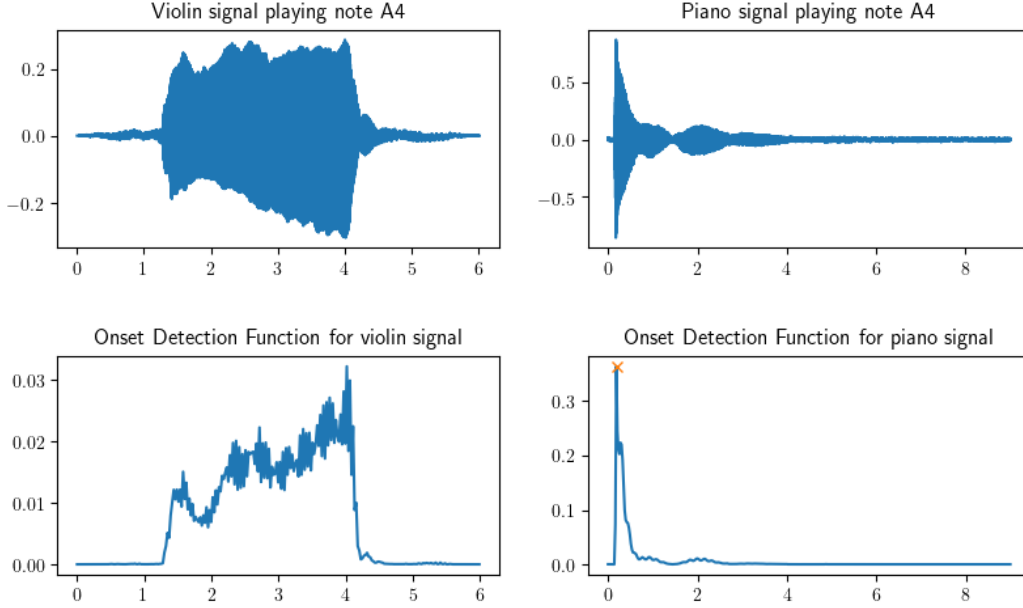 Violin signal playing note A4
0.2
0.0
−0.2
0 1 2 3 4 5 6
Piano signal playing note A4
0.5
0.0
−0.5
0 2 4 6 8
Onset Detection Function for violin signal
0.03
0.02
0.01
0.00
0 1 2 3 4 5 6
Onset Detection Function for piano signal
0.3
0.2
0.1
0.0
0 2 4 6 8